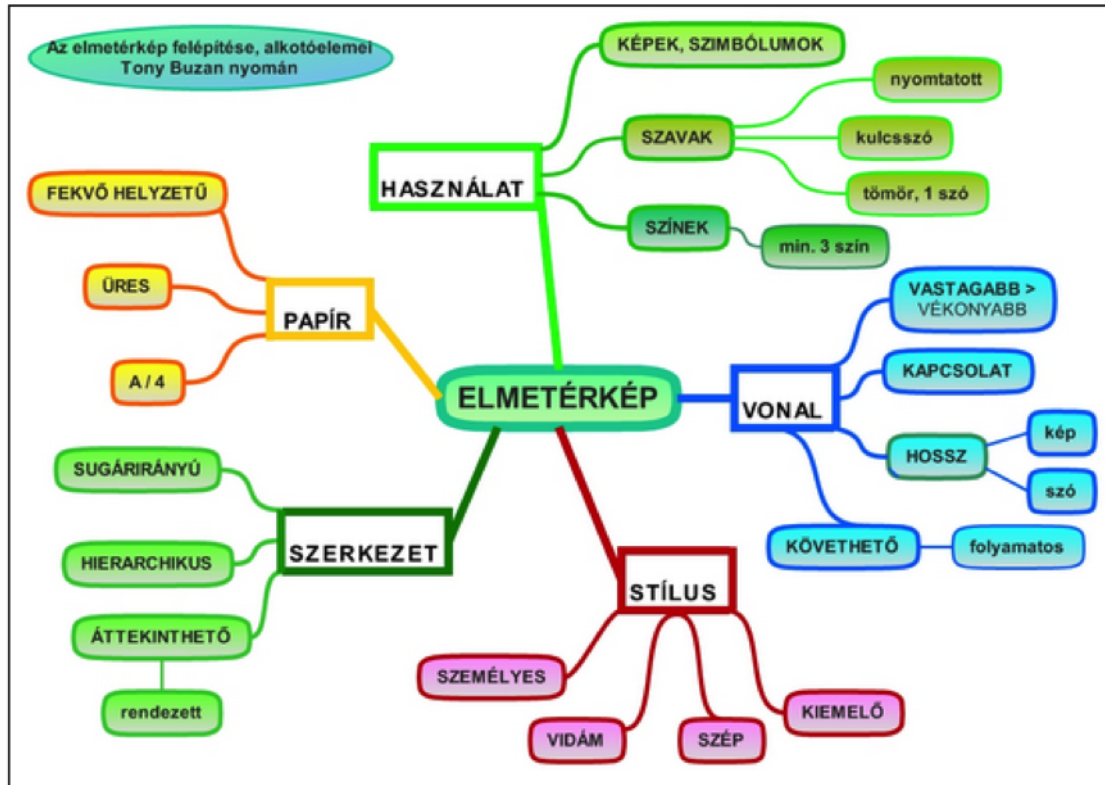 Az elmetérkép felépítése, alkotóelemei
Tony Buzan nyomán
KÉPEK, SZIMBÓLUMOK
nyomtatott
SZAVAK
kulcsszó
tömör, 1 szó
HASZNÁLAT
SZÍNEK
min. 3 szín
FEKVŐ HELYZETŰ
ÜRES
PAPÍR
A / 4
ELMETÉRKÉP
VASTAGABB >
VÉKONYABB
KAPCSOLAT
VONAL
HOSSZ
kép
szó
KÖVETHETŐ
folyamatos
SUGÁRIRÁNYÚ
SZERKEZET
HIERARCHIKUS
ÁTTEKINTHETŐ
rendezett
STÍLUS
SZEMÉLYES
VIDÁM
SZÉP
KIEMELŐ